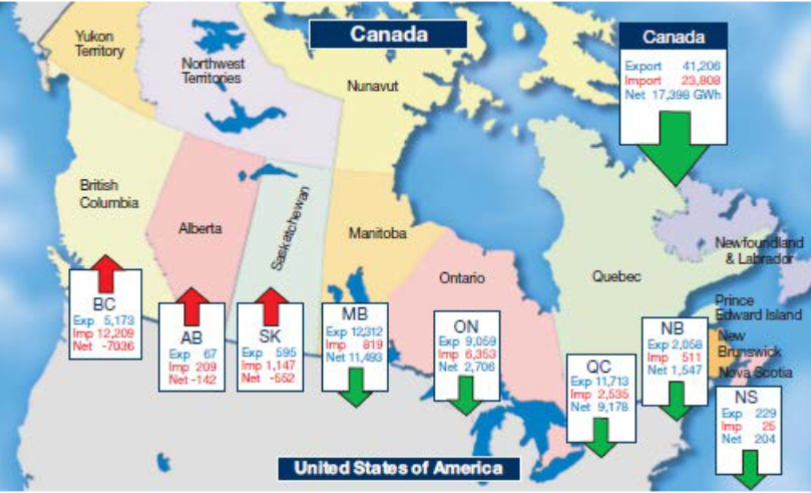 Canada
Canada
Export 41,206
Import 23,808
Net 17,398 GWh
Yukon
Territory
Northwest
Territories
Nunavut
British
Columbia
Alberta
Saskatchewan
Manitoba
Ontario
Quebec
Newfoundland
& Labrador
Prince
Edward Island
New
Brunswick
Nova Scotia
BC
Exp 5,173
Imp 12,209
Net -7036
AB
Exp 67
Imp 209
Net -142
SK
Exp 595
Imp 1,147
Net -552
MB
Exp 12,312
Imp 819
Net 11,493
ON
Exp 9,059
Imp 6,353
Net 2,706
QC
Exp 11,713
Imp 2,535
Net 9,178
NB
Exp 2,058
Imp 511
Net 1,547
NS
Exp 229
Imp 25
Net 204
United States of America